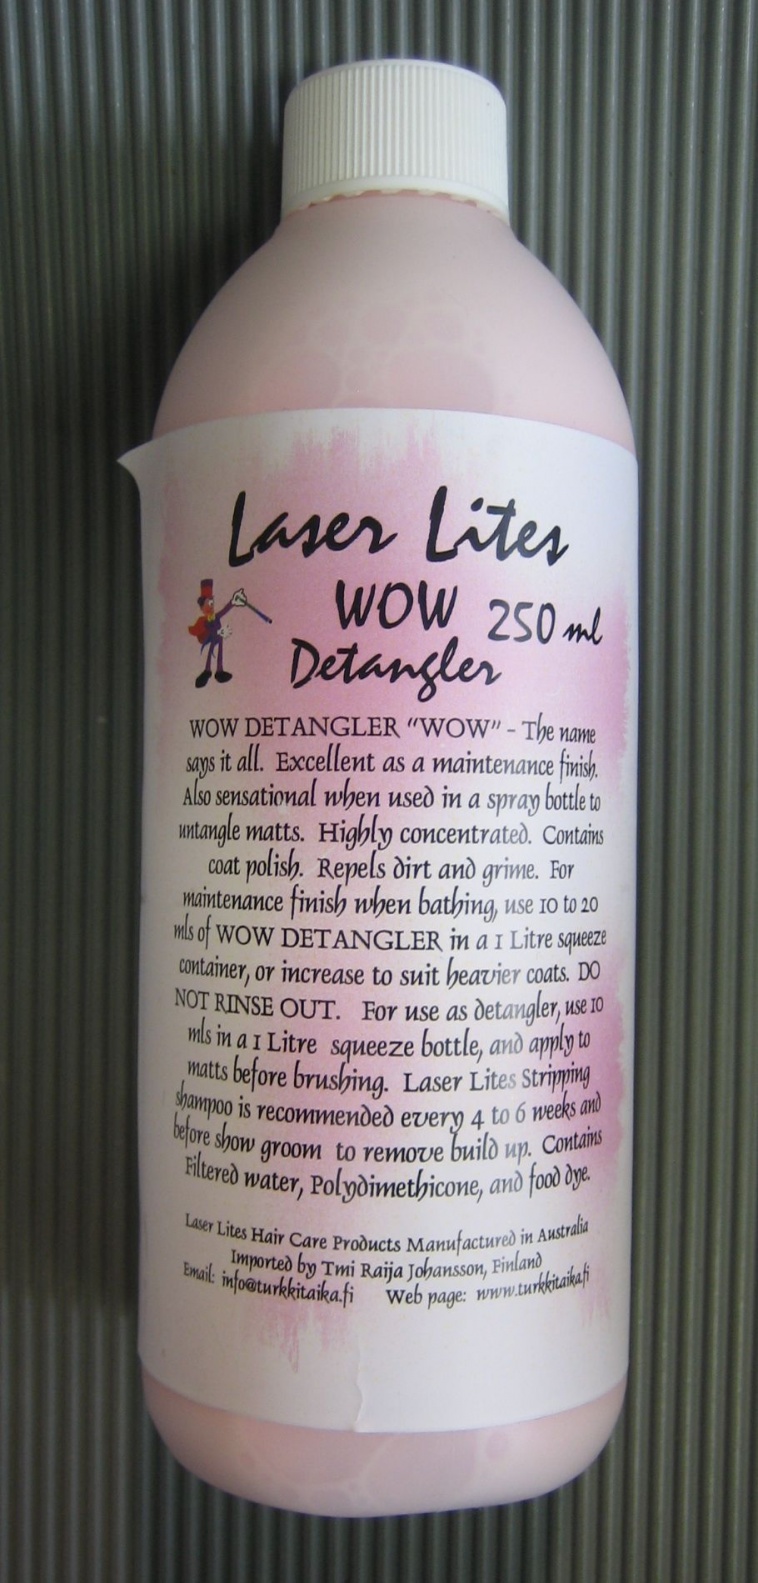 Laser Lites
WOW 250 ml
Detangler
WOW DETANGLER "WOW" - The name
says it all. Excellent as a maintenance finish.
Also sensational when used in a spray bottle to
untangle matts. Highly concentrated. Contains
coat polish. Repels dirt and grime. For
maintenance finish when bathing, use 10 to 20
mls of WOW DETANGLER in a 1 Litre squeeze
container, or increase to suit heavier coats. DO
NOT RINSE OUT. For use as detangler, use 10
mls in a 1 Litre squeeze bottle, and apply to
matts before brushing. Laser Lites Stripping
shampoo is recommended every 4 to 6 weeks and
before show groom to remove build up. Contains
Filtered water, Polydimethicone, and food dye.
Laser Lites Hair Care Products Manufactured in Australia
Imported by Tmi Raija Johansson, Finland
Email: info@turkkitaika.fi Web page: www.turkkitaika.fi